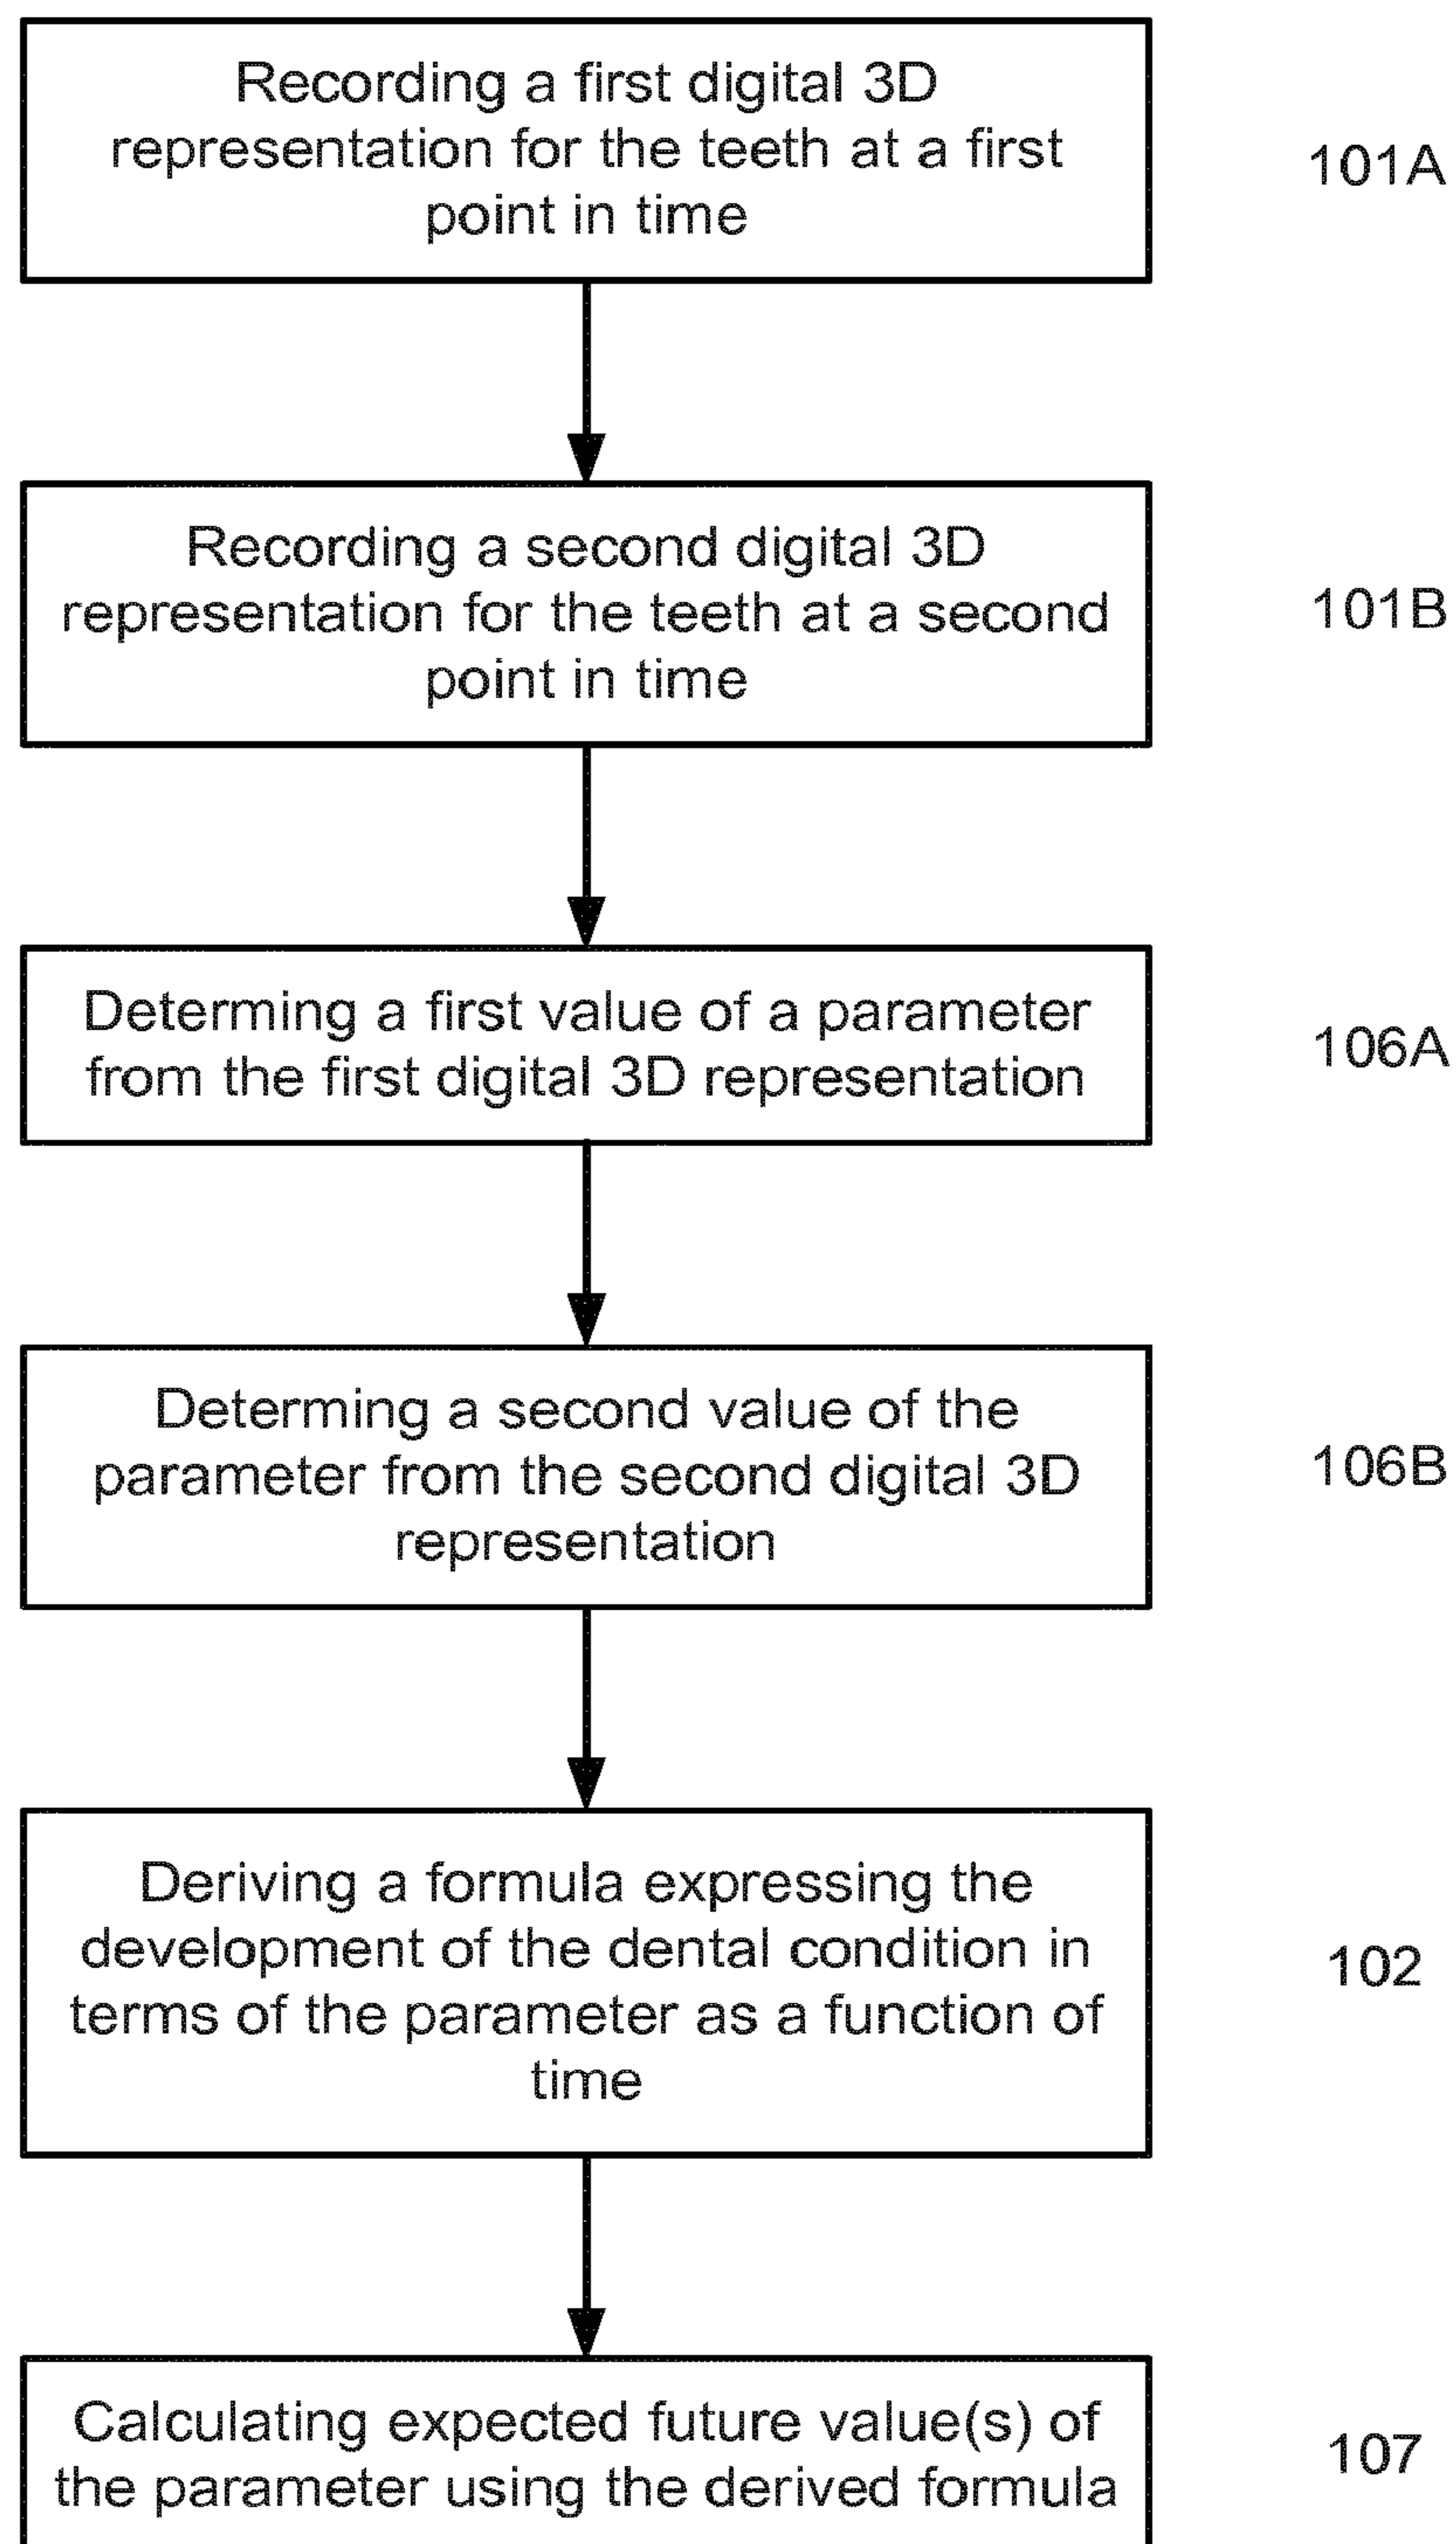 Recording a first digital 3D
representation for the teeth at a first
point in time
101A
Recording a second digital 3D
representation for the teeth at a second
point in time
101B
Determing a first value of a parameter
from the first digital 3D representation
106A
Determing a second value of the
parameter from the second digital 3D
representation
106B
Deriving a formula expressing the
development of the dental condition in
terms of the parameter as a function of
time
102
Calculating expected future value(s) of
the parameter using the derived formula
107